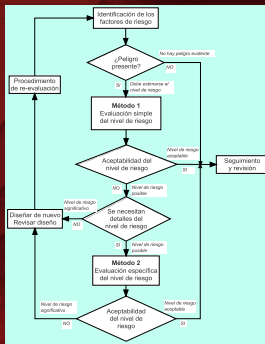 Identificación de los
factores de riesgo
No hay peligro evidente
¿Peligro
presente?
NO
Procedimiento
de re-evaluación
SI
Debe estimarse el
nivel de riesgo
Método 1
Evaluación simple
del nivel de riesgo
Nivel de riesgo
aceptable
Aceptabilidad del
nivel de riesgo
SI
Seguimiento
y revisión
NO
Nivel de riesgo
posible
Nivel de riesgo
significativo
Diseñar de nuevo
Revisar diseño
NO
Se necesitan
detalles del
nivel de riesgo
SI
Nivel de riesgo
posible
Método 2
Evaluación específica
del nivel de riesgo
Nivel de riesgo
significativo
Nivel de riesgo
aceptable
NO
Aceptabilidad del
nivel de
riesgo
SI